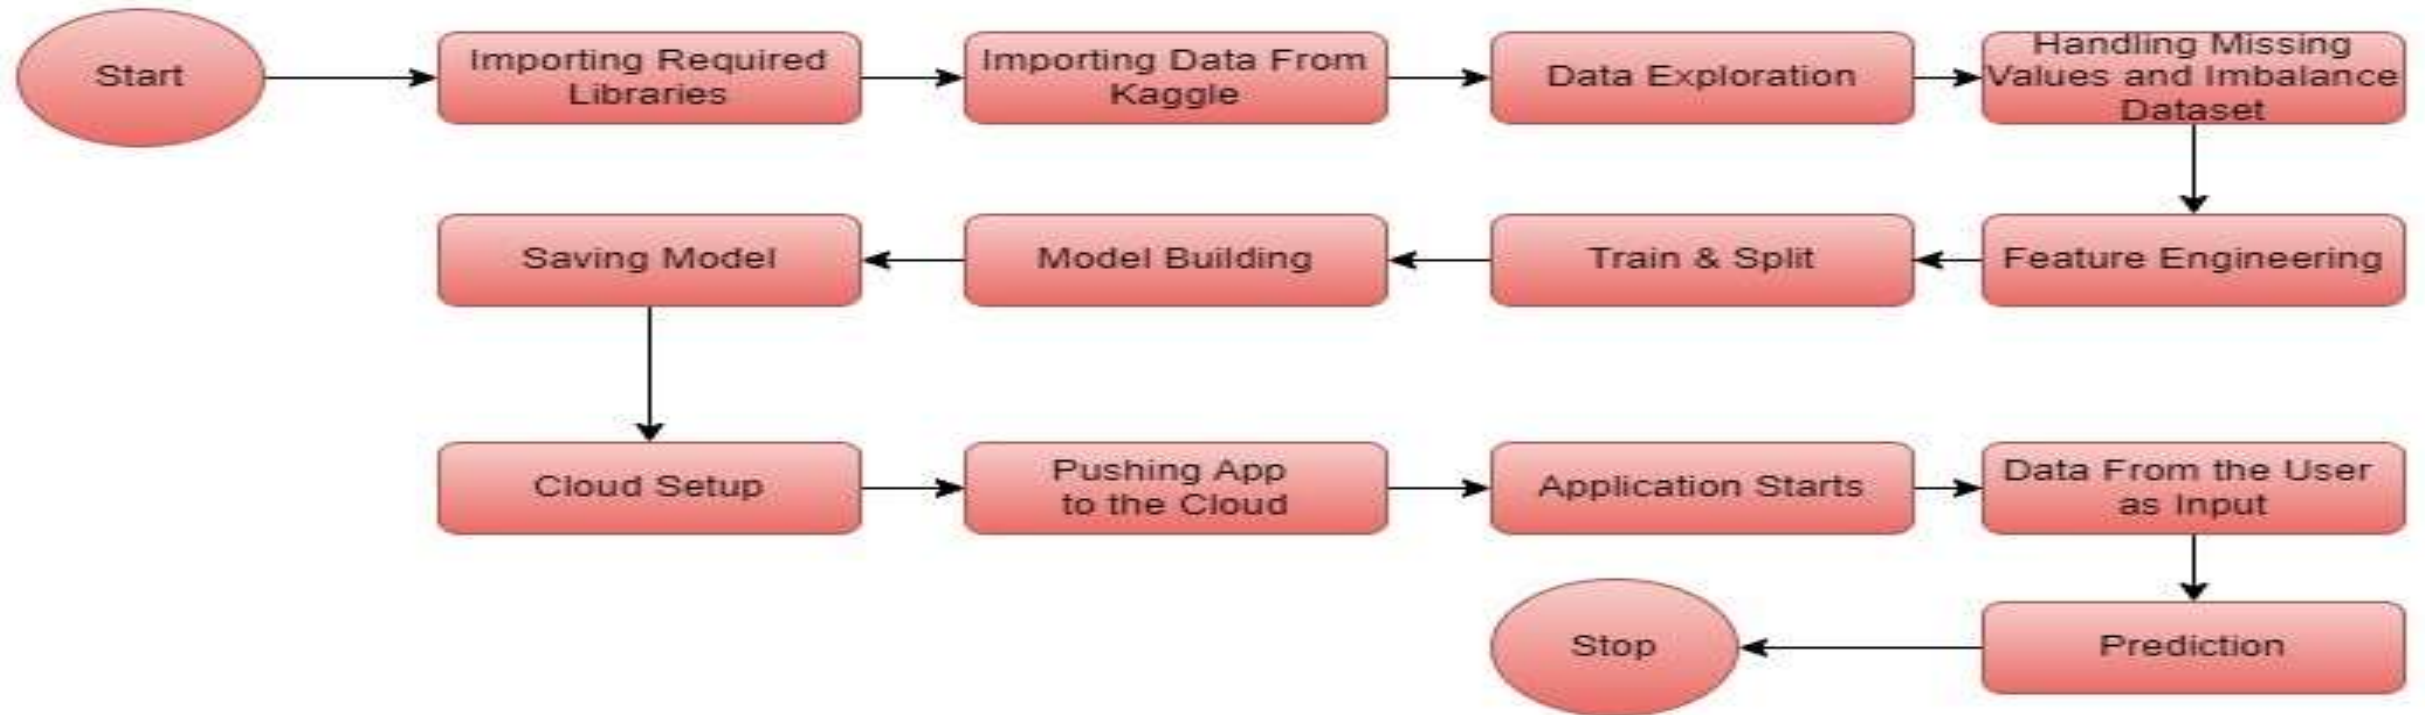 Start
Importing Required
Libraries
Importing Data From
Kaggle
Data Exploration
Handling Missing
Values and Imbalance
Dataset
Feature Engineering
Train & Split
Model Building
Saving Model
Cloud Setup
Pushing App
to the Cloud
Application Starts
Data From the User
as Input
Prediction
Stop